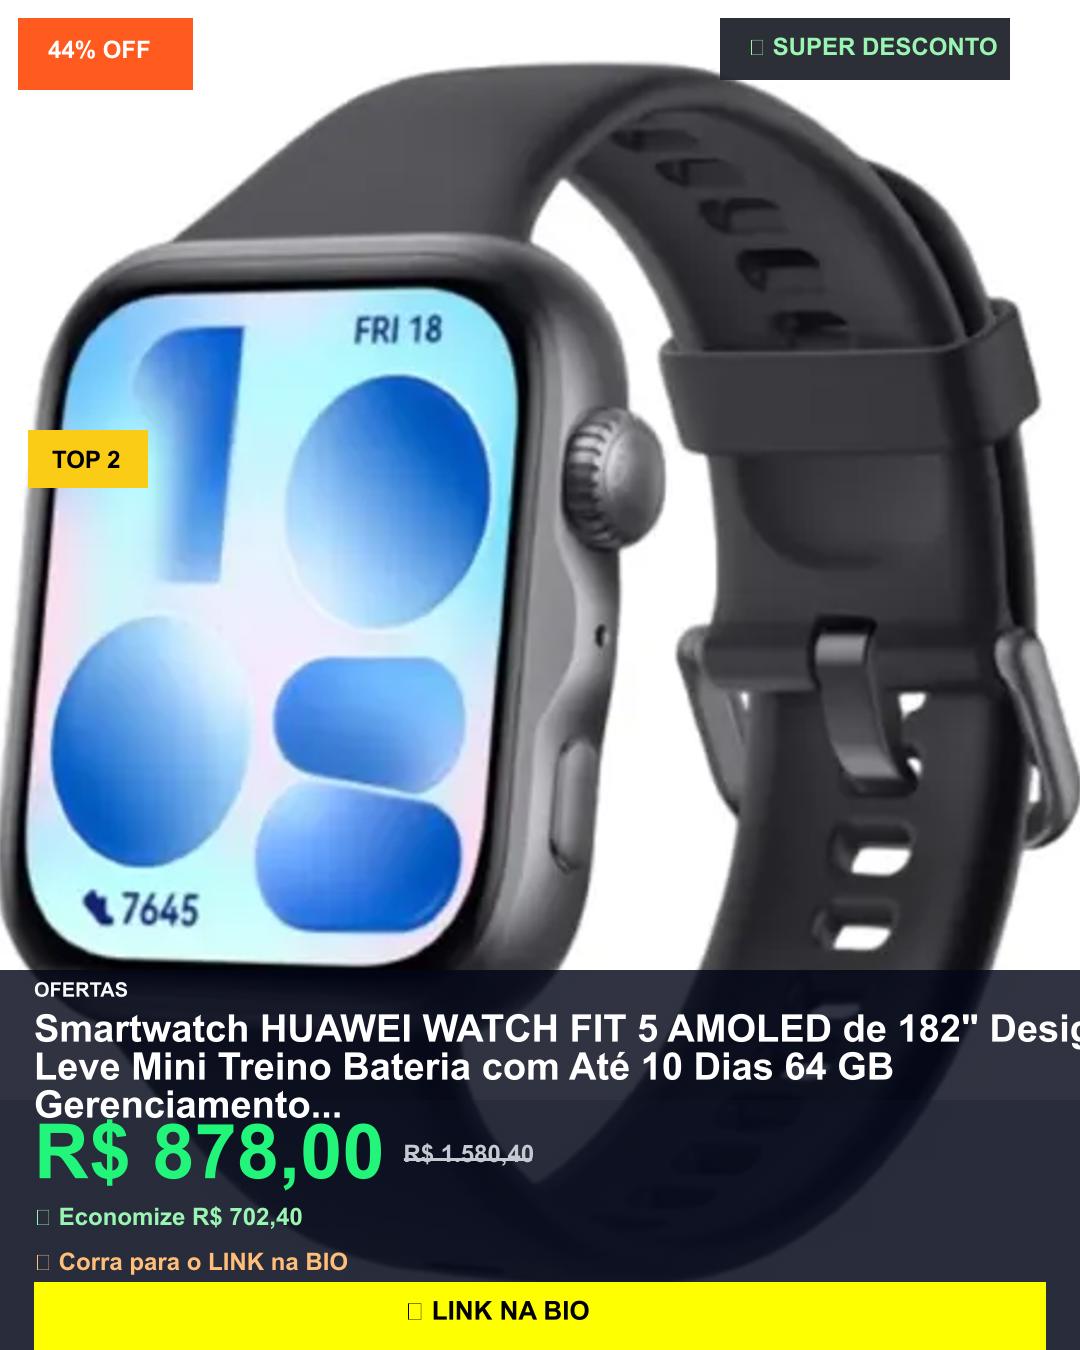 44% OFF
SUPER DESCONTO
FRI 18
TOP 2
7645
OFERTAS
Smartwatch HUAWEI WATCH FIT 5 AMOLED de 182" Desig
Leve Mini Treino Bateria com Até 10 Dias 64 GB
Gerenciamento...
R$ 878,00 R$ 1.580,40
Economize R$ 702,40
Corra para o LINK na BIO
LINK NA BIO